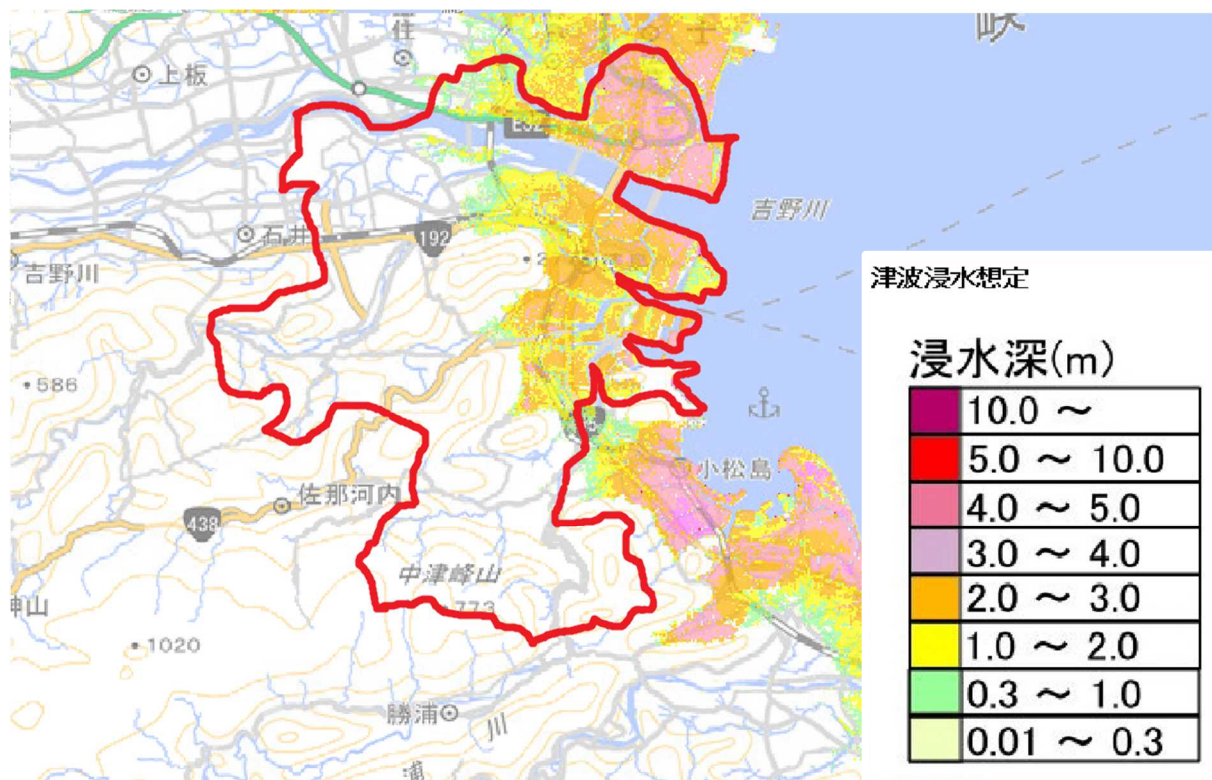 峡
住
上板
E32
吉野川
石井
192
吉野川
津波浸水想定
浸水深(m)
10.0 ～
5.0 ～ 10.0
4.0 ～ 5.0
3.0 ～ 4.0
2.0 ～ 3.0
1.0 ～ 2.0
0.3 ～ 1.0
0.01 ～ 0.3
・586
小松島
佐那河内
438
中津峰山
773
神山
・1020
勝浦
川